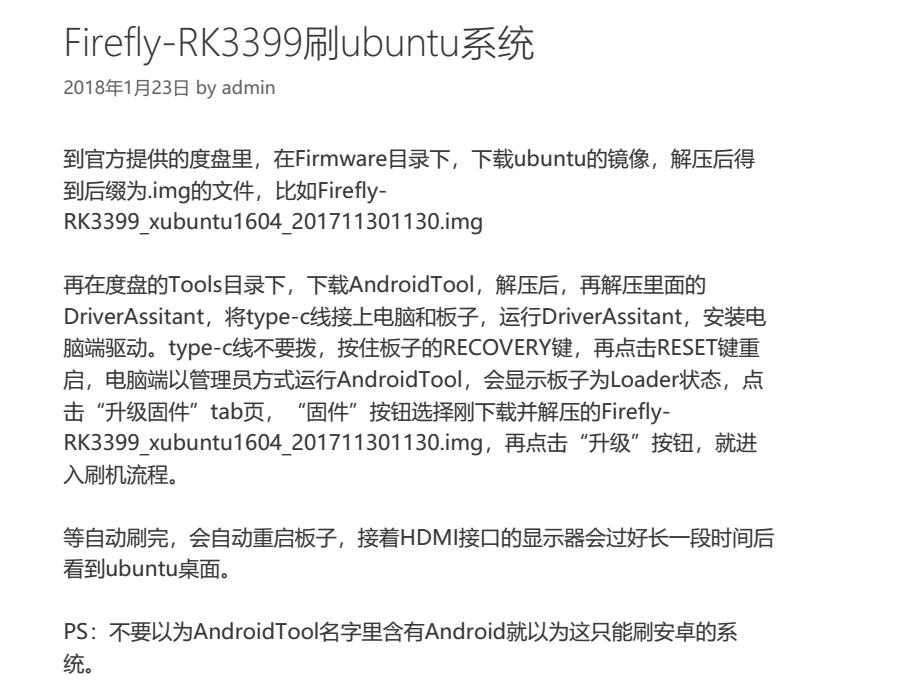 Firefly-RK3399刷ubuntu系统
2018年1月23日 by admin
到官方提供的度盘里，在Firmware目录下，下载ubuntu的镜像，解压后得
到后缀为.img的文件，比如Firefly-
RK3399_xubuntu1604_201711301130.img
再在度盘的Tools目录下，下载AndroidTool，解压后，再解压里面的
DriverAssitant，将type-c线接上电脑和板子，运行DriverAssitant，安装电
脑端驱动。type-c线不要拨，按住板子的RECOVERY键，再点击RESET键重
启，电脑端以管理员方式运行AndroidTool，会显示板子为Loader状态，点
击“升级固件”tab页，“固件”按钮选择刚下载并解压的Firefly-
RK3399_xubuntu1604_201711301130.img，再点击“升级”按钮，就进
入刷机流程。
等自动刷完，会自动重启板子，接着HDMI接口的显示器会过好长一段时间后
看到ubuntu桌面。
PS：不要以为AndroidTool名字里含有Android就以为这只能刷安卓的系
统。